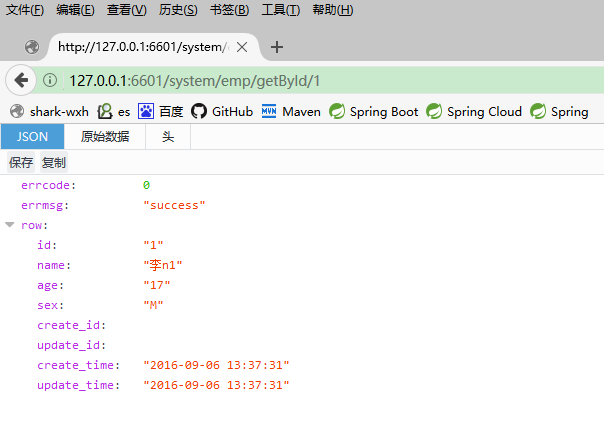 文件(F) 编辑(E) 查看(V) 历史(S) 书签(B) 工具(T) 帮助(H)
http://127.0.0.1:6601/system/
127.0.0.1:6601/system/emp/getById/1
shark-wxh es 百度 GitHub MVN Maven Spring Boot Spring Cloud Spring
JSON 原始数据 头
保存 复制
errcode: 0
errmsg: "success"
row:
id: "1"
name: "李n1"
age: "17"
sex: "M"
create_id:
update_id:
create_time: "2016-09-06 13:37:31"
update_time: "2016-09-06 13:37:31"